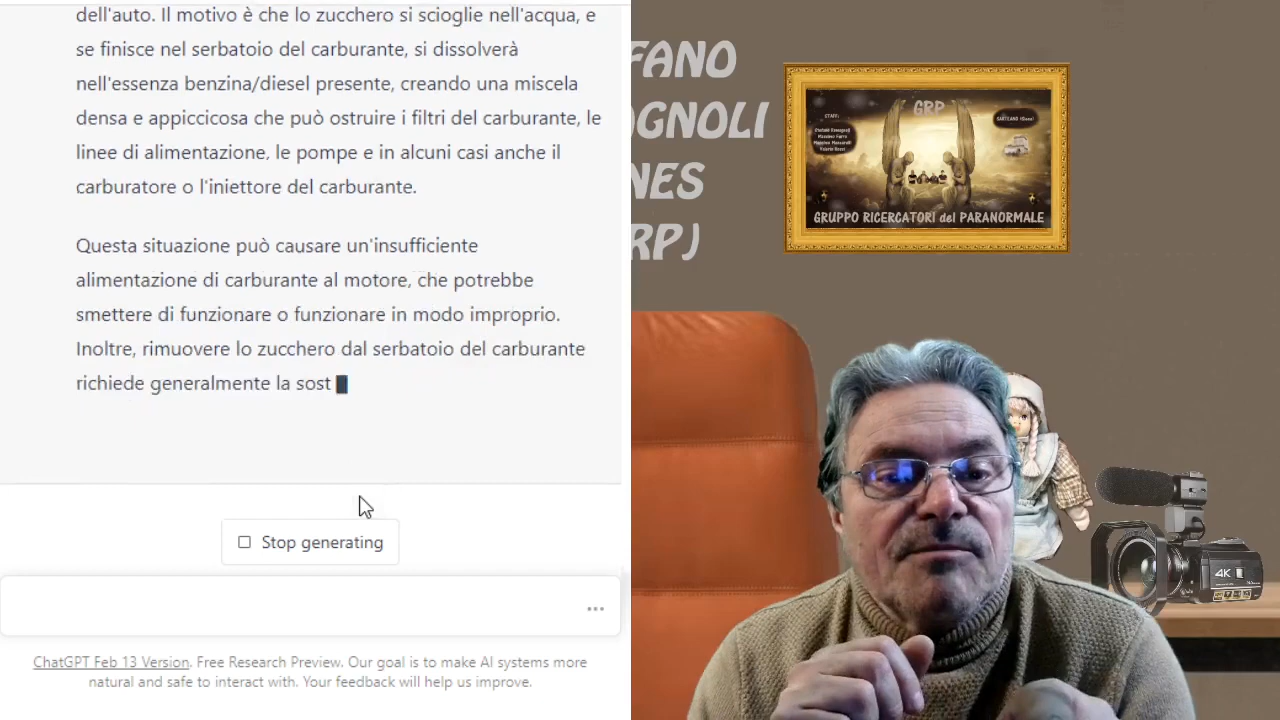 dell'auto. Il motivo è che lo zucchero si scioglie nell'acqua, e
se finisce nel serbatoio del carburante, si dissolverà
nell'essenza benzina/diesel presente, creando una miscela
densa e appiccicosa che può ostruire i filtri del carburante, le
linee di alimentazione, le pompe e in alcuni casi anche il
carburatore o l'iniettore del carburante.
Questa situazione può causare un'insufficiente
alimentazione di carburante al motore, che potrebbe
smettere di funzionare o funzionare in modo improprio.
Inoltre, rimuovere lo zucchero dal serbatoio del carburante
richiede generalmente la sost
Stop generating
ChatGPT Feb 13 Version. Free Research Preview. Our goal is to make AI systems more
natural and safe to interact with. Your feedback will help us improve.
FANO
OGNOLI
NES
RP)
GRP
STAFF:
GRUPPO RICERCATORI del PARANORMALE
4K